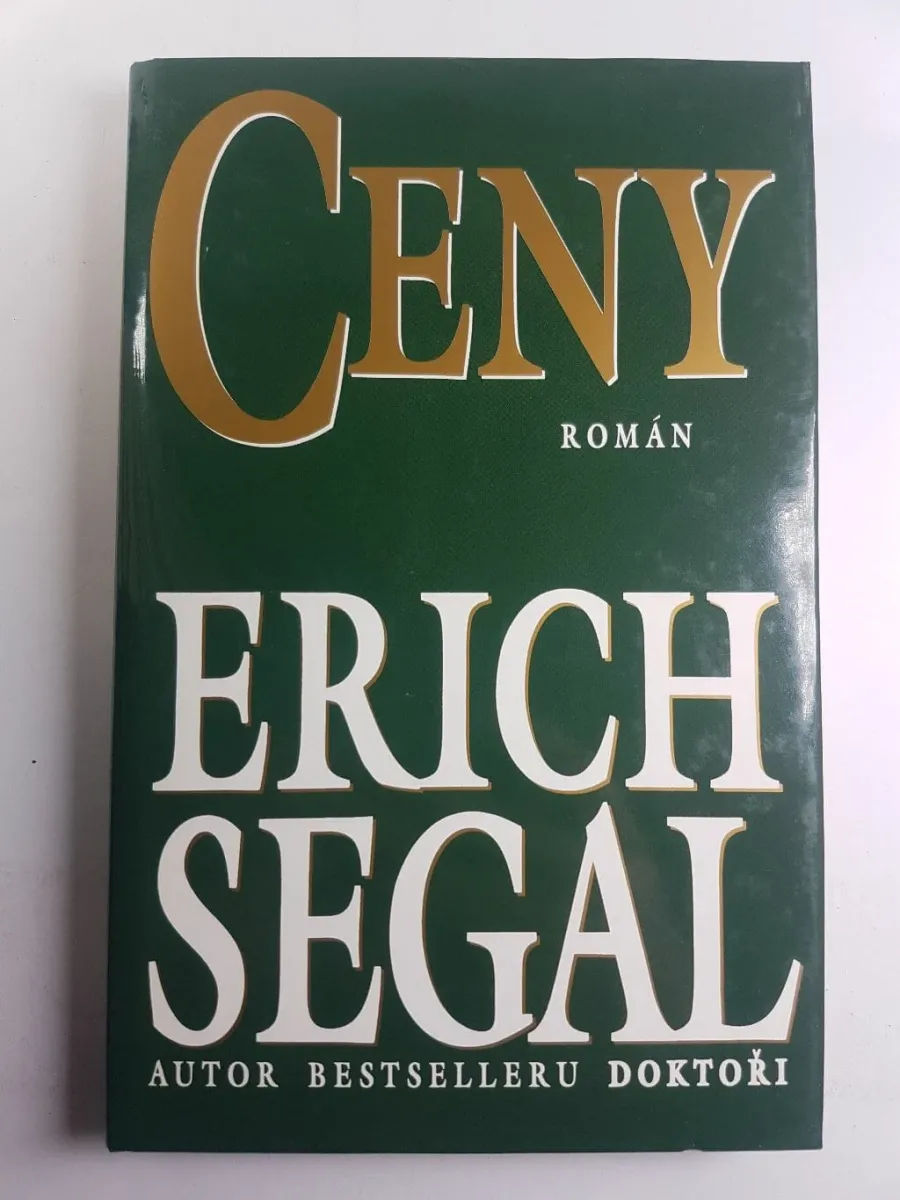 CENY
ROMÁN
ERICH
SEGAL
AUTOR BESTSELLERU DOKTOŘI